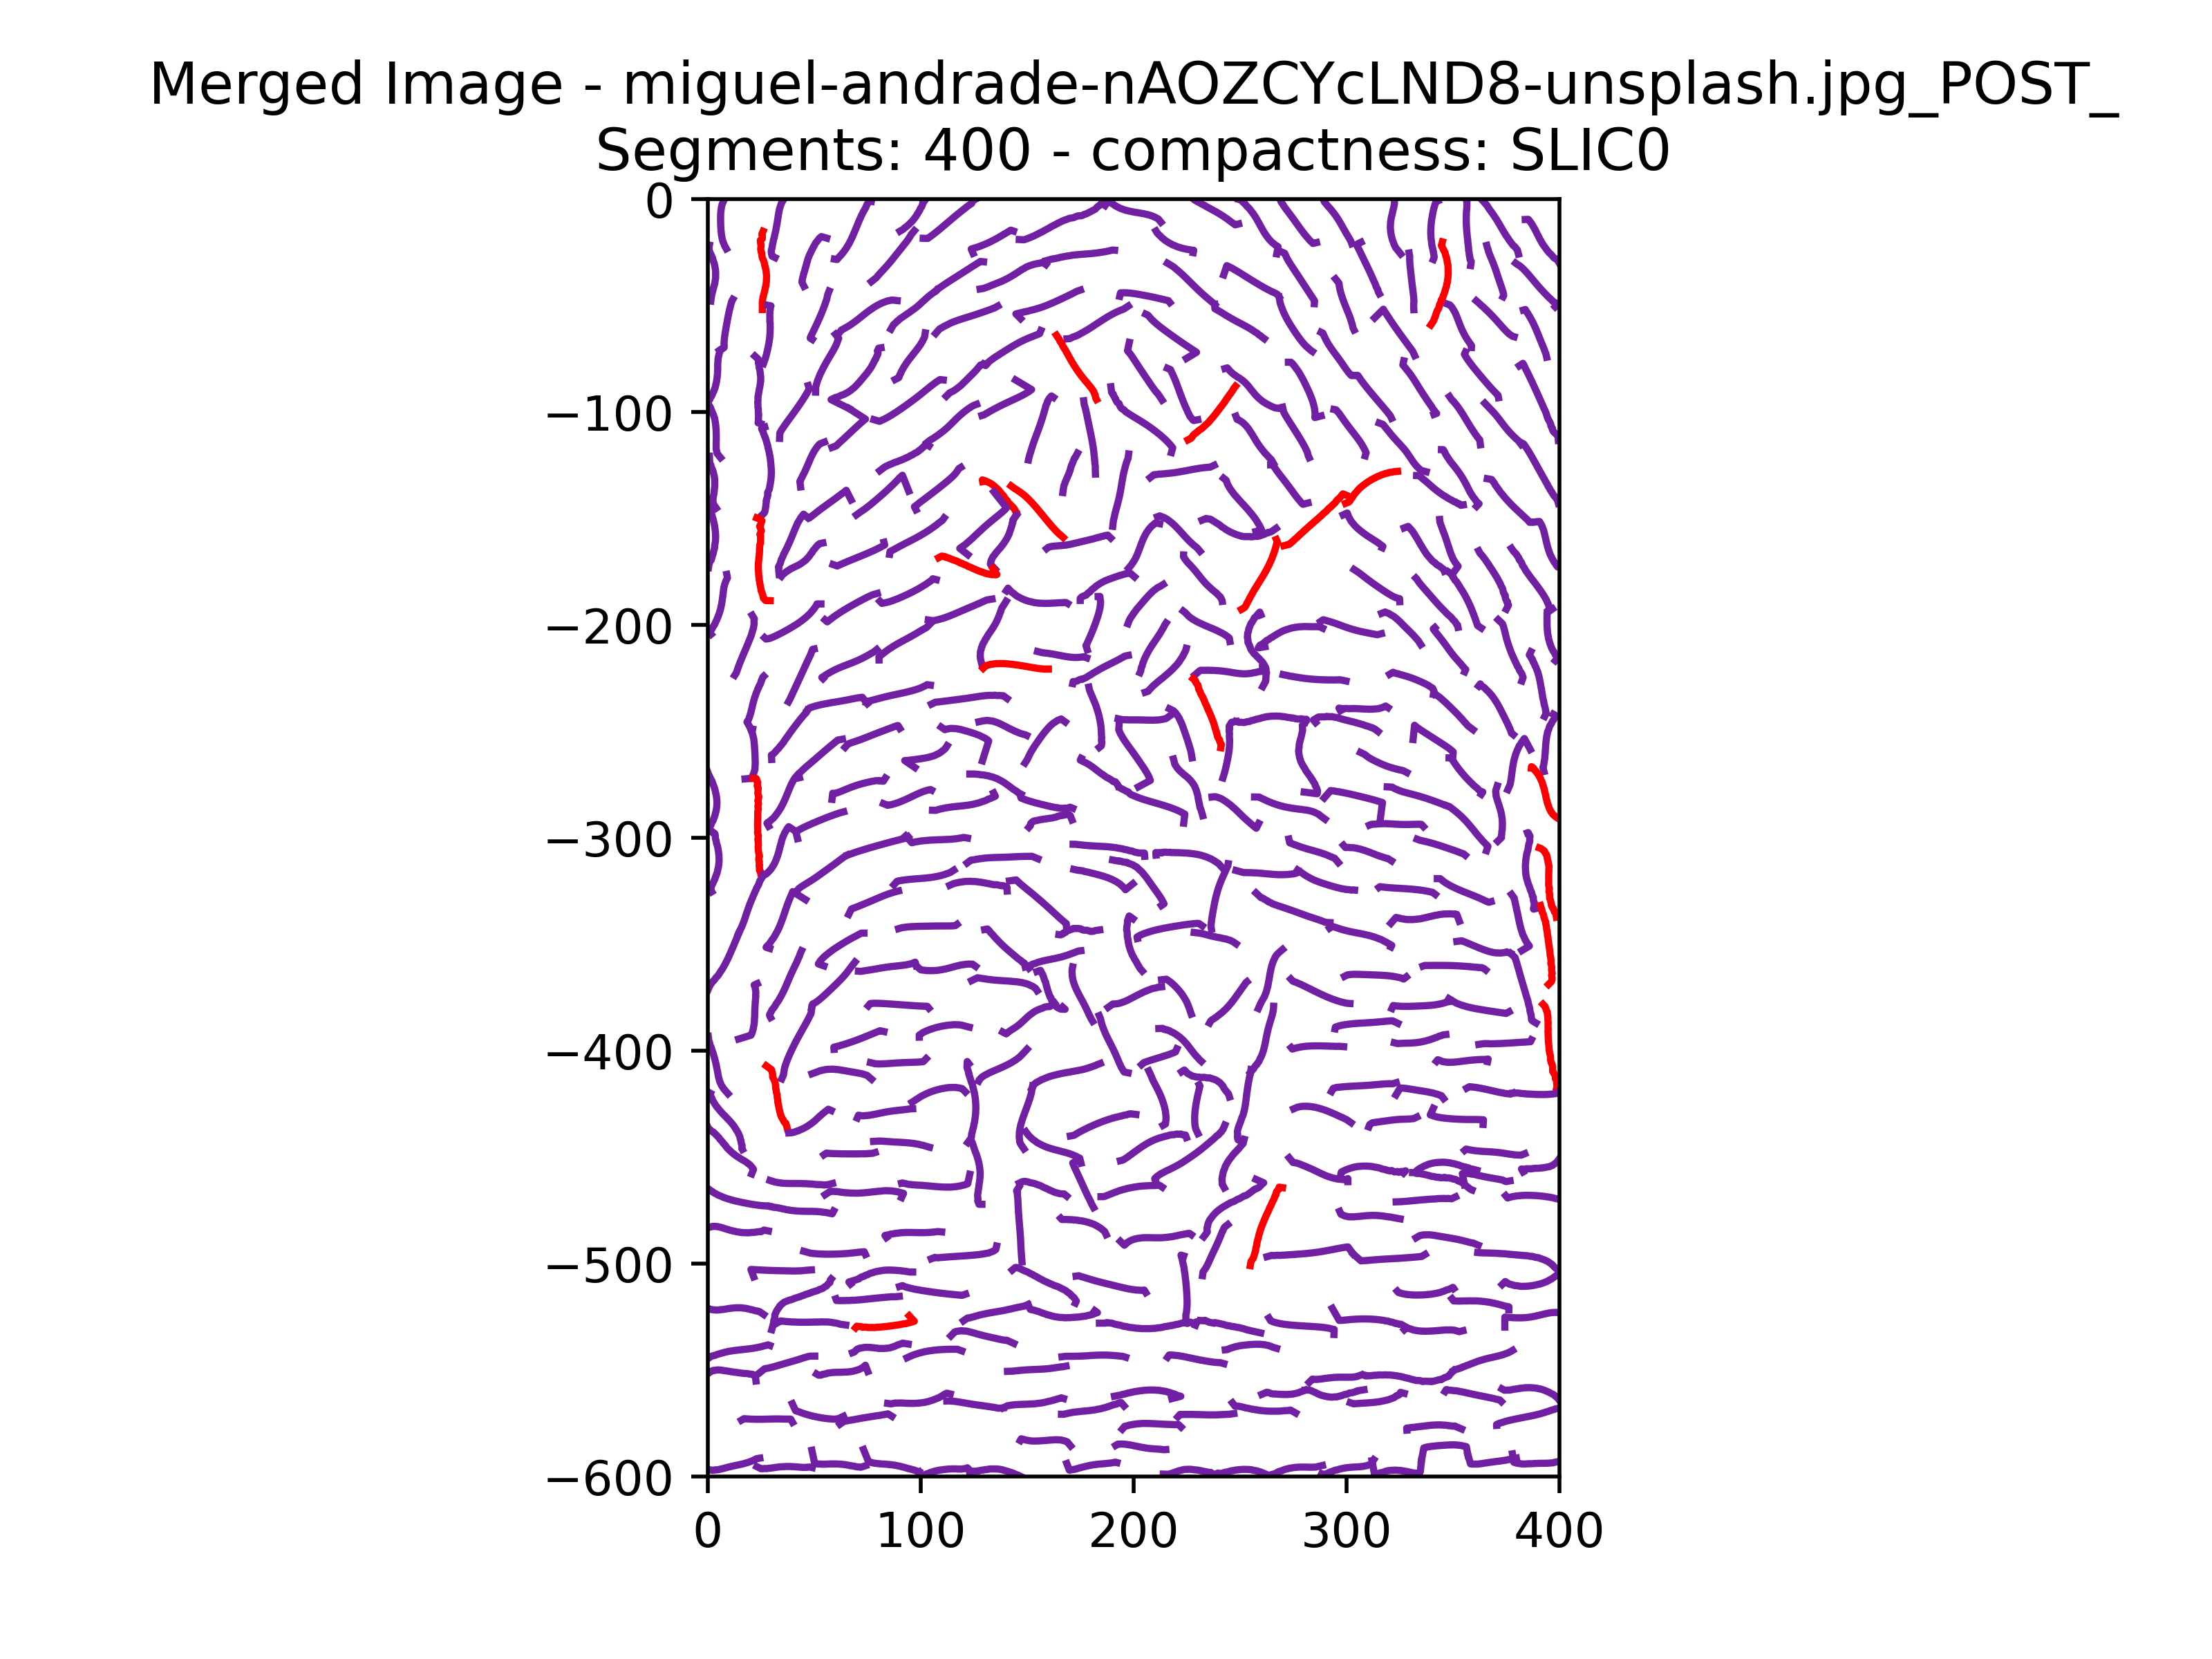 Merged Image - miguel-andrade-nAOZCYcLND8-unsplash.jpg_POST_
Segments: 400 - compactness: SLIC0
0
−100
−200
−300
−400
−500
−600
0 100 200 300 400